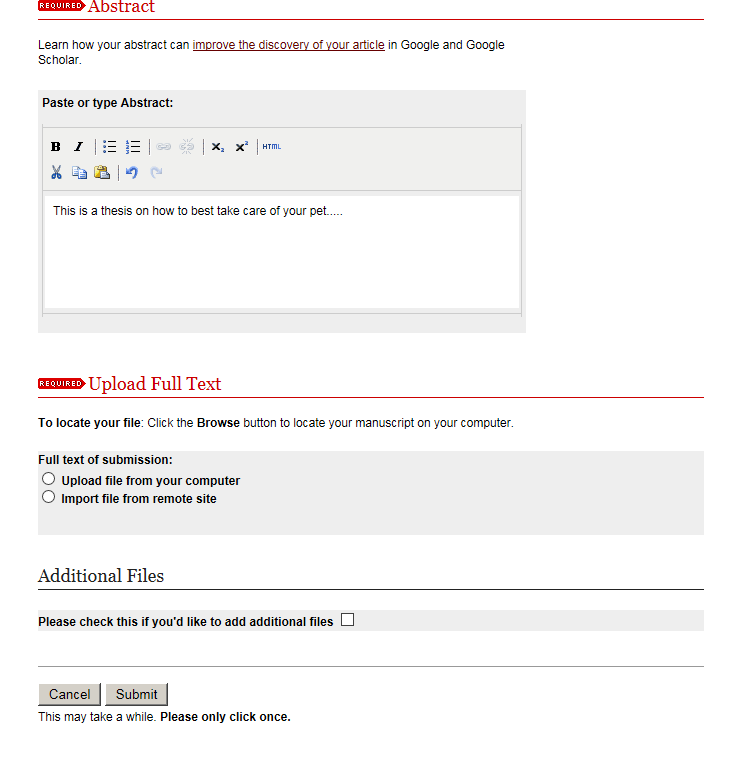 REQUIRED Abstract
Learn how your abstract can improve the discovery of your article in Google and Google
Scholar.
Paste or type Abstract:
B I X₂ X² HTML
This is a thesis on how to best take care of your pet.....
REQUIRED Upload Full Text
To locate your file: Click the Browse button to locate your manuscript on your computer.
Full text of submission:
Upload file from your computer
Import file from remote site
Additional Files
Please check this if you'd like to add additional files
Cancel Submit
This may take a while. Please only click once.